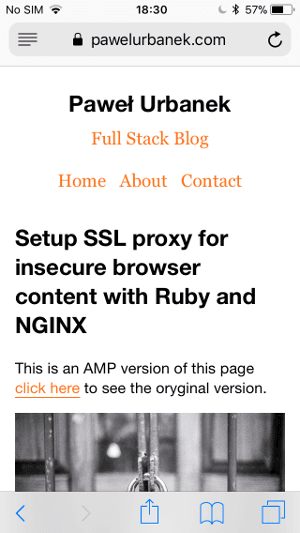 No SIM 18:30 57%
pawelurbanek.com
Paweł Urbanek
Full Stack Blog
Home About Contact
Setup SSL proxy for
insecure browser
content with Ruby and
NGINX
This is an AMP version of this page
click here to see the oryginal version.